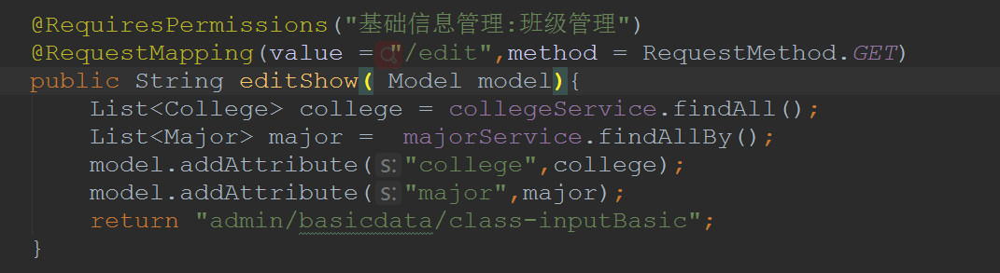 @RequiresPermissions("基础信息管理:班级管理")
@RequestMapping(value ="/edit",method = RequestMethod.GET)
public String editShow( Model model){
List<College> college = collegeService.findAll();
List<Major> major =  majorService.findAllBy();
model.addAttribute(s:"college",college);
model.addAttribute(s:"major",major);
return "admin/basicdata/class-inputBasic";
}